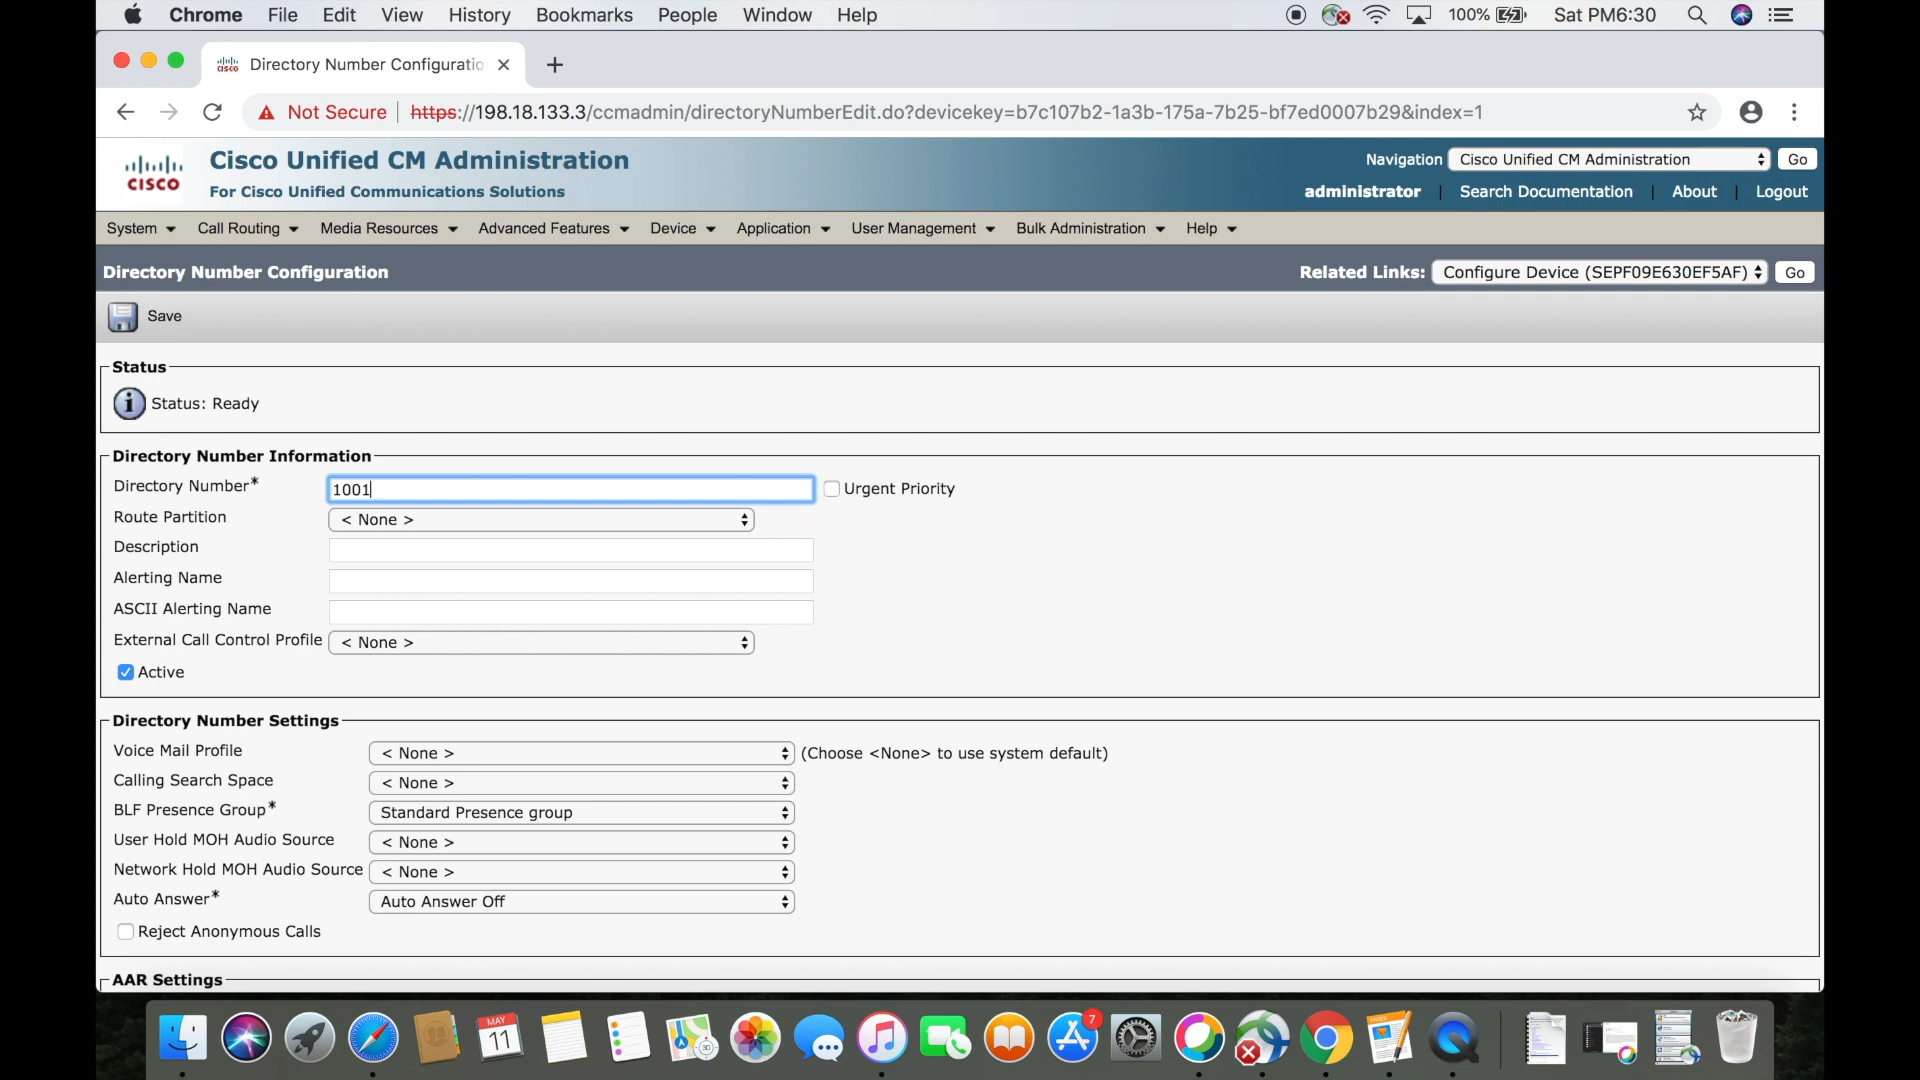 Chrome File Edit View History Bookmarks People Window Help 100% Sat PM6:30
Directory Number Configuratio
Not Secure https://198.18.133.3/ccmadmin/directoryNumberEdit.do?devicekey=b7c107b2-1a3b-175a-7b25-bf7ed0007b29&index=1
CISCO
Cisco Unified CM Administration
For Cisco Unified Communications Solutions
Navigation Cisco Unified CM Administration Go
administrator | Search Documentation | About | Logout
System Call Routing Media Resources Advanced Features Device Application User Management Bulk Administration Help
Directory Number Configuration Related Links: Configure Device (SEPF09E630EF5AF) Go
Save
Status
Status: Ready
Directory Number Information
Directory Number* 1001 Urgent Priority
Route Partition < None >
Description
Alerting Name
ASCII Alerting Name
External Call Control Profile < None >
Active
Directory Number Settings
Voice Mail Profile < None > (Choose <None> to use system default)
Calling Search Space < None >
BLF Presence Group* Standard Presence group
User Hold MOH Audio Source < None >
Network Hold MOH Audio Source < None >
Auto Answer* Auto Answer Off
Reject Anonymous Calls
AAR Settings
MAY
11
3D
7